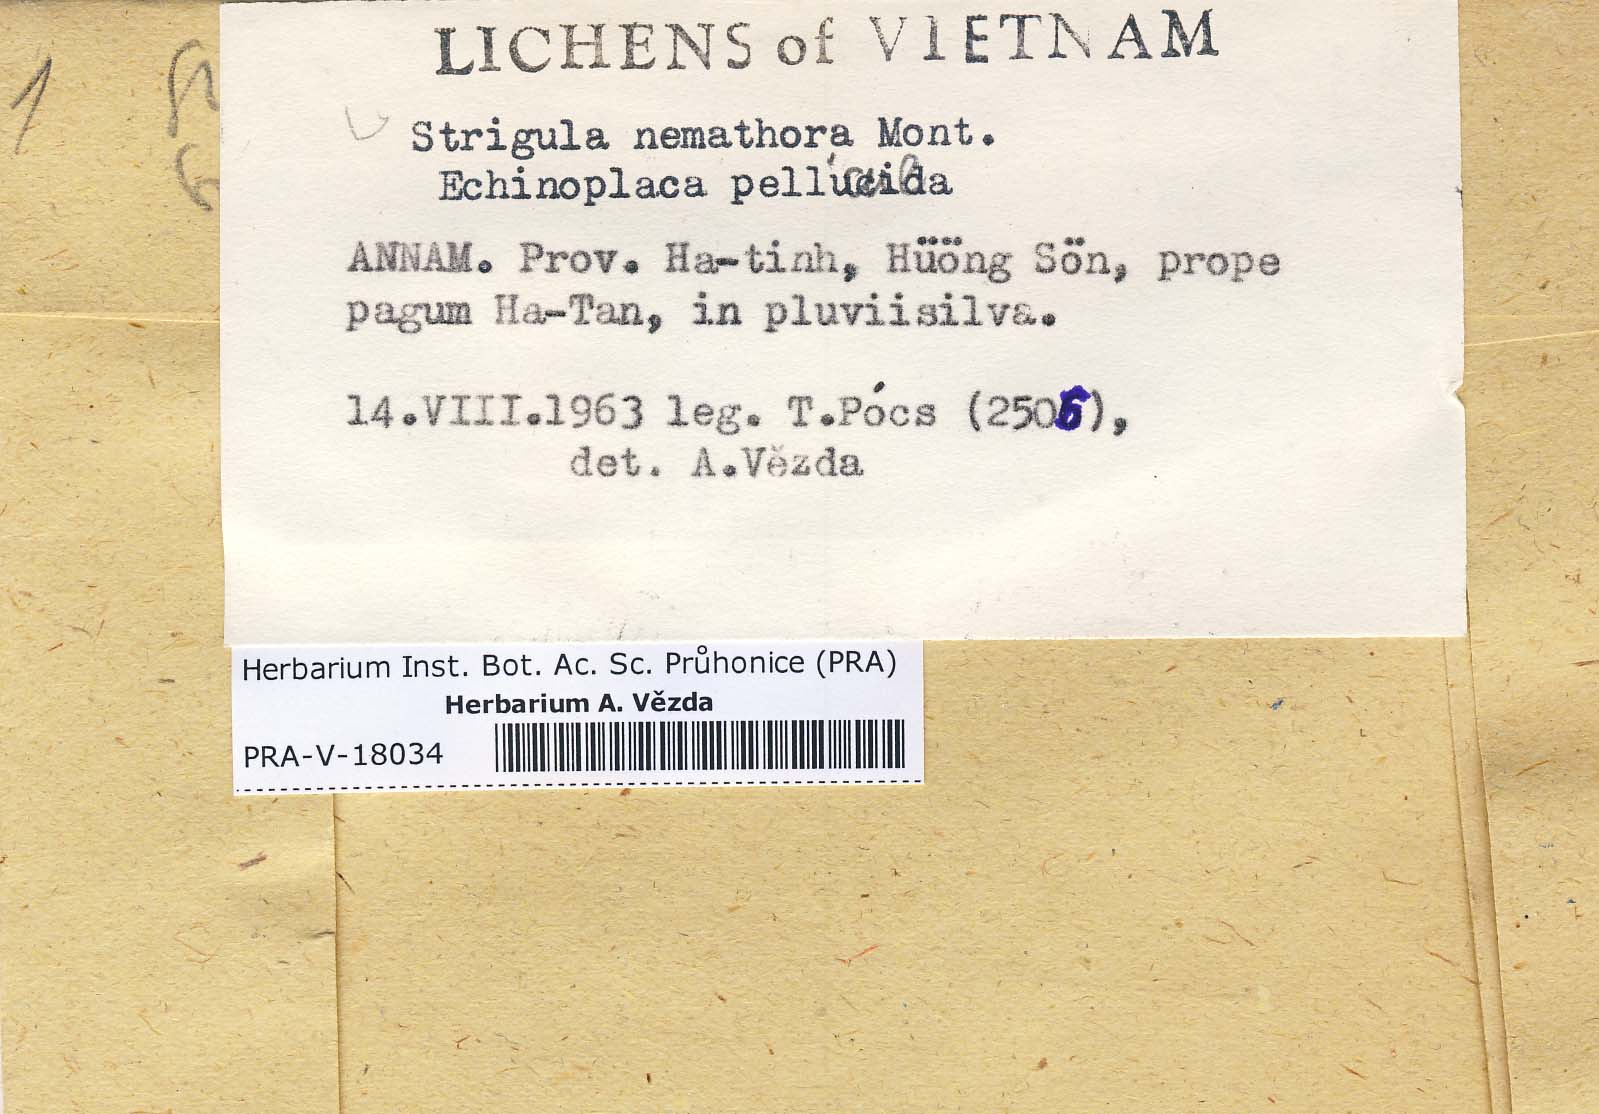 LICHENS of VIETNAM
Strigula nemathora Mont.
Echinoplaca
ANNAM. Prov. Ha-tinh, Hüöng Sön, prope
pagum Ha-Tan, in pluviisilva.
14.VIII.1963 leg. T.Pócs (2506),
det. A.Vězda
Herbarium Inst. Bot. Ac. Sc. Průhonice (PRA)
Herbarium A. Vězda
PRA-V-18034
1